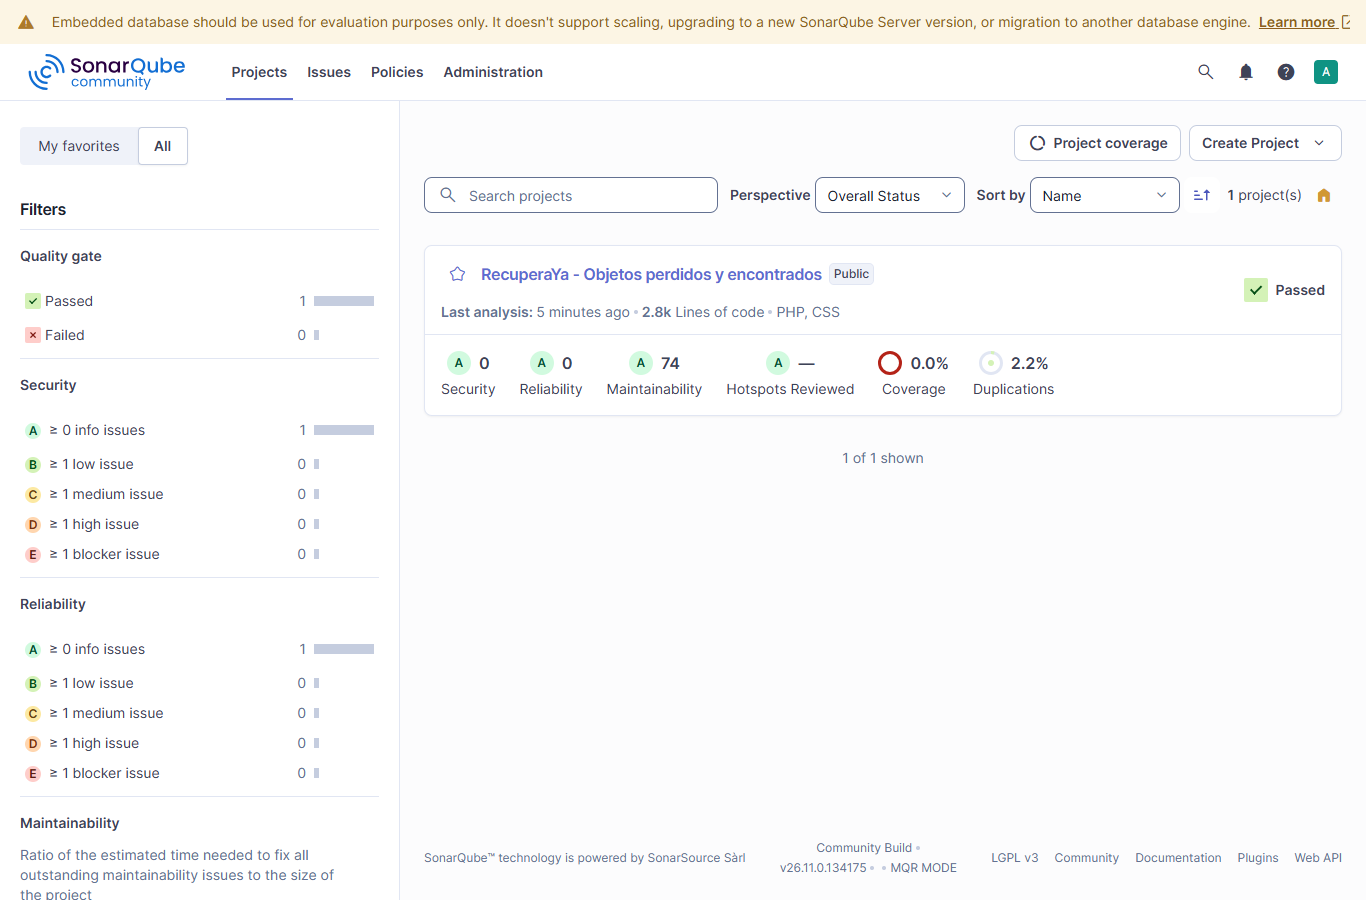 Embedded database should be used for evaluation purposes only. It doesn't support scaling, upgrading to a new SonarQube Server version, or migration to another database engine. Learn more
SonarQube community
Projects Issues Policies Administration
A
My favorites All
Project coverage Create Project
Search projects Perspective Overall Status Sort by Name 1 project(s)
Filters
Quality gate
Passed 1
Failed 0
Security
A ≥ 0 info issues 1
B ≥ 1 low issue 0
C ≥ 1 medium issue 0
D ≥ 1 high issue 0
E ≥ 1 blocker issue 0
Reliability
A ≥ 0 info issues 1
B ≥ 1 low issue 0
C ≥ 1 medium issue 0
D ≥ 1 high issue 0
E ≥ 1 blocker issue 0
Maintainability
Ratio of the estimated time needed to fix all
outstanding maintainability issues to the size of
the project
RecuperaYa - Objetos perdidos y encontrados Public
Passed
Last analysis: 5 minutes ago • 2.8k Lines of code • PHP, CSS
A 0 A 0 A 74 A — 0.0% 2.2%
Security Reliability Maintainability Hotspots Reviewed Coverage Duplications
1 of 1 shown
SonarQube™ technology is powered by SonarSource Sàrl
Community Build •
v26.11.0.134175 • • MQR MODE
LGPL v3 Community Documentation Plugins Web API